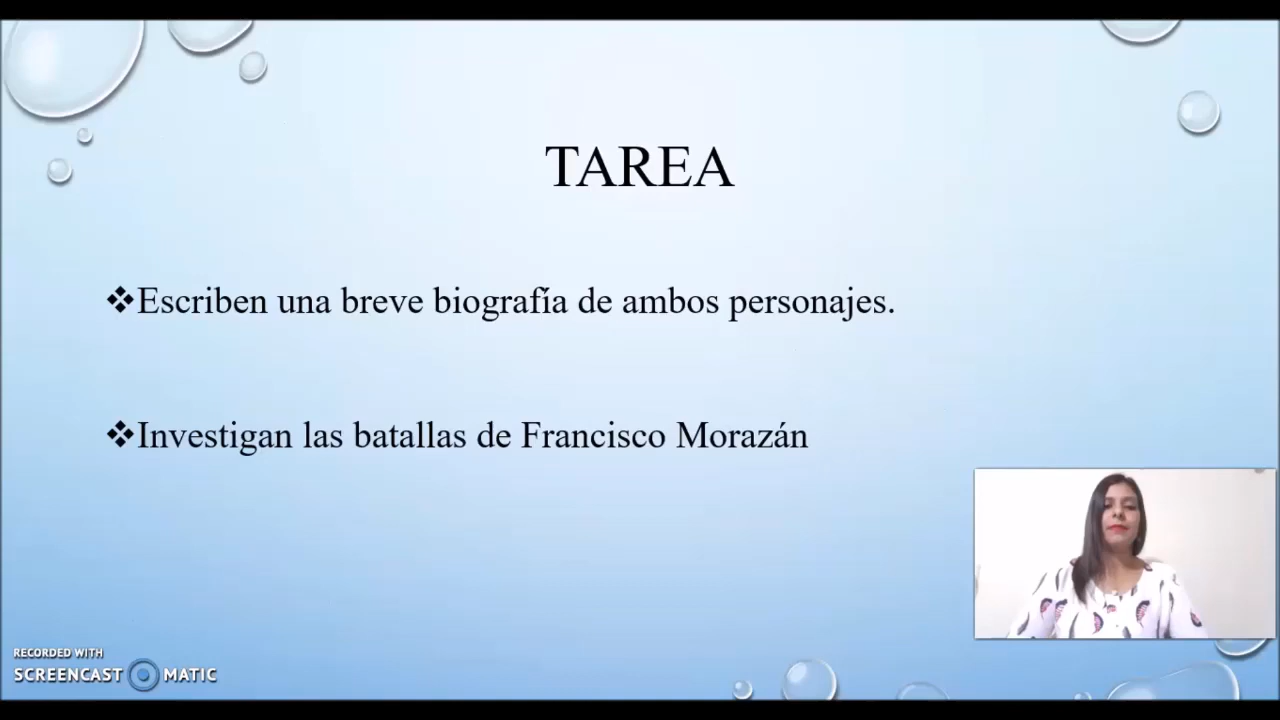 TAREA
❖Escriben una breve biografía de ambos personajes.
❖Investigan las batallas de Francisco Morazán
RECORDED WITH
SCREENCAST MATIC